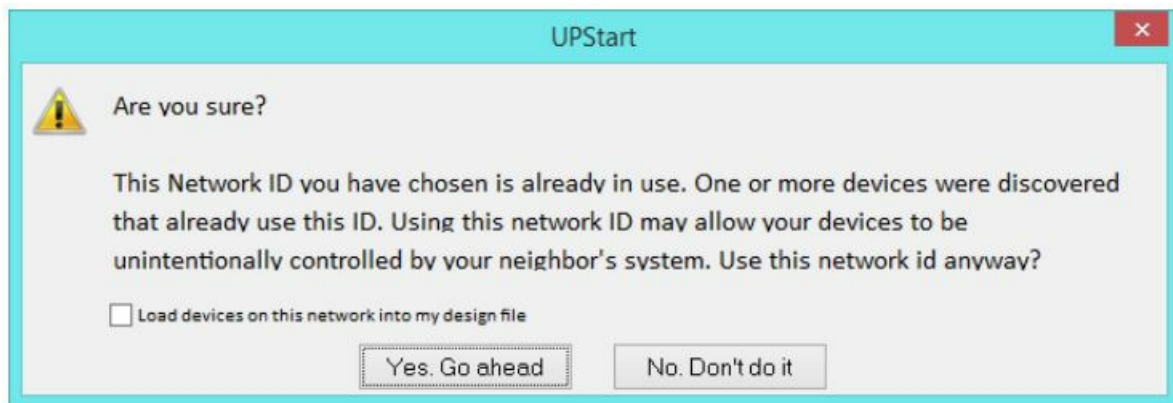 UPStart
Are you sure?
This Network ID you have chosen is already in use. One or more devices were discovered
that already use this ID. Using this network ID may allow your devices to be
unintentionally controlled by your neighbor's system. Use this network id anyway?
Load devices on this network into my design file
Yes. Go ahead
No. Don't do it